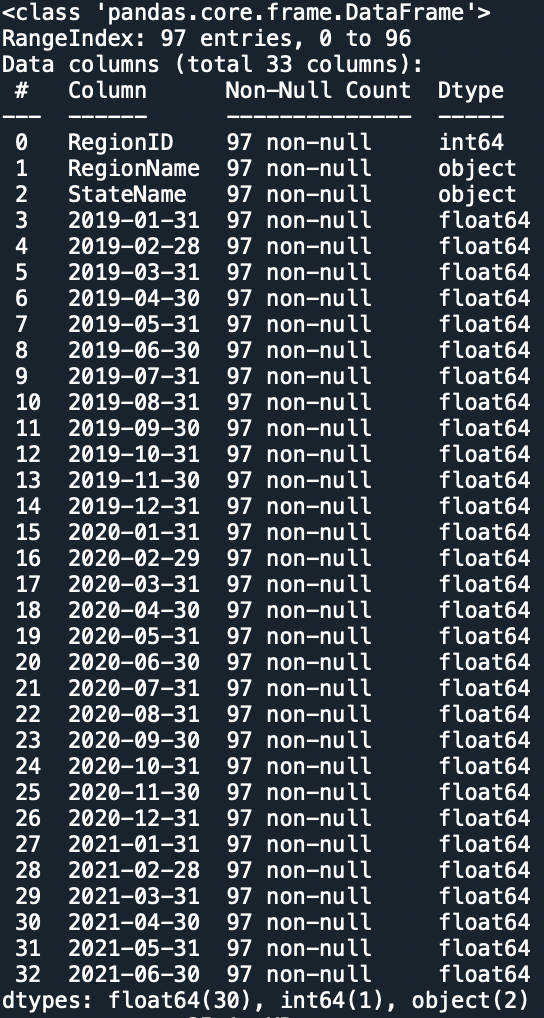 <class 'pandas.core.frame.DataFrame'>
RangeIndex: 97 entries, 0 to 96
Data columns (total 33 columns):
 #   Column      Non-Null Count  Dtype
---  ------      --------------  -----
 0   RegionID    97 non-null     int64
 1   RegionName  97 non-null     object
 2   StateName   97 non-null     object
 3   2019-01-31  97 non-null     float64
 4   2019-02-28  97 non-null     float64
 5   2019-03-31  97 non-null     float64
 6   2019-04-30  97 non-null     float64
 7   2019-05-31  97 non-null     float64
 8   2019-06-30  97 non-null     float64
 9   2019-07-31  97 non-null     float64
 10  2019-08-31  97 non-null     float64
 11  2019-09-30  97 non-null     float64
 12  2019-10-31  97 non-null     float64
 13  2019-11-30  97 non-null     float64
 14  2019-12-31  97 non-null     float64
 15  2020-01-31  97 non-null     float64
 16  2020-02-29  97 non-null     float64
 17  2020-03-31  97 non-null     float64
 18  2020-04-30  97 non-null     float64
 19  2020-05-31  97 non-null     float64
 20  2020-06-30  97 non-null     float64
 21  2020-07-31  97 non-null     float64
 22  2020-08-31  97 non-null     float64
 23  2020-09-30  97 non-null     float64
 24  2020-10-31  97 non-null     float64
 25  2020-11-30  97 non-null     float64
 26  2020-12-31  97 non-null     float64
 27  2021-01-31  97 non-null     float64
 28  2021-02-28  97 non-null     float64
 29  2021-03-31  97 non-null     float64
 30  2021-04-30  97 non-null     float64
 31  2021-05-31  97 non-null     float64
 32  2021-06-30  97 non-null     float64
dtypes: float64(30), int64(1), object(2)